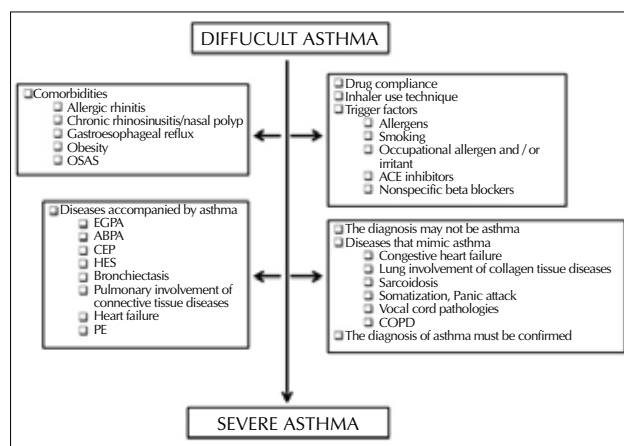 DIFFUCULT ASTHMA
Comorbidities
Allergic rhinitis
Chronic rhinosinusitis/nasal polyp
Gastroesophageal reflux
Obesity
OSAS
Drug compliance
Inhaler use technique
Trigger factors
Allergens
Smoking
Occupational allergen and / or
irritant
ACE inhibitors
Nonspecific beta blockers
Diseases accompanied by asthma
EGPA
ABPA
CEP
HES
Bronchiectasis
Pulmonary involvement of
connective tissue diseases
Heart failure
PE
The diagnosis may not be asthma
Diseases that mimic asthma
Congestive heart failure
Lung involvement of collagen tissue diseases
Sarcoidosis
Somatization, Panic attack
Vocal cord pathologies
COPD
The diagnosis of asthma must be confirmed
SEVERE ASTHMA